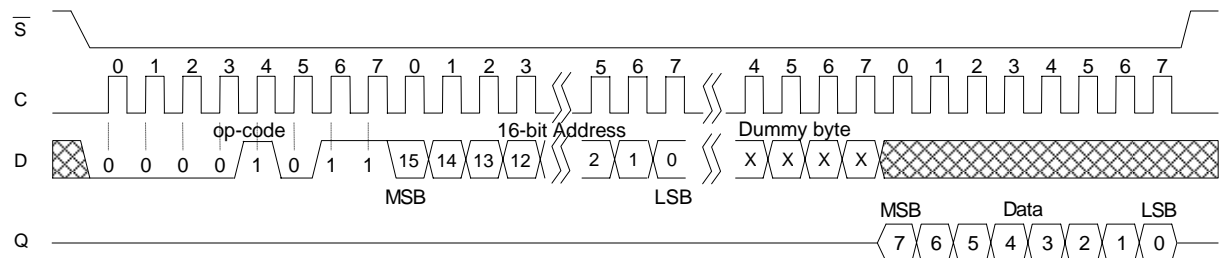 S
0 1 2 3 4 5 6 7 0 1 2 3 5 6 7 4 5 6 7 0 1 2 3 4 5 6 7
C
op-code 16-bit Address Dummy byte
D 0 0 0 0 1 0 1 1 15 14 13 12 2 1 0 X X X X
MSB LSB
MSB Data LSB
Q 7 6 5 4 3 2 1 0